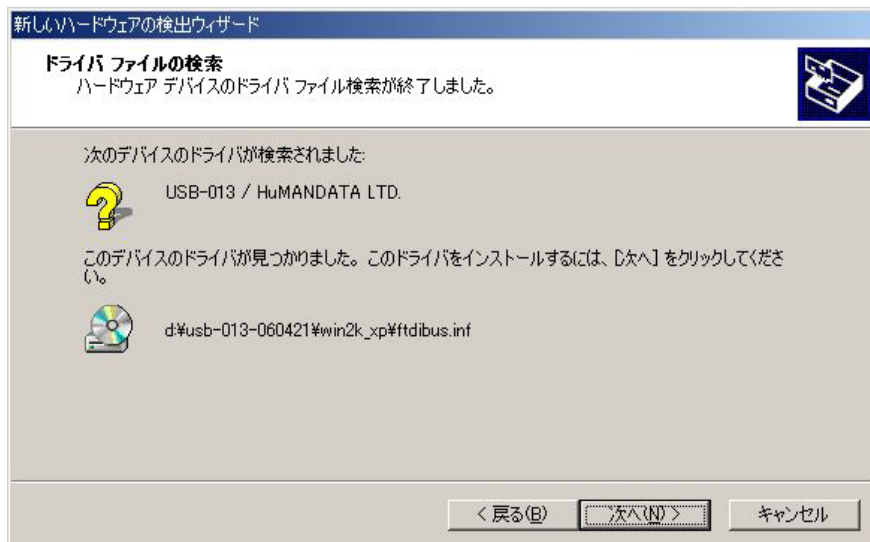 新しいハードウェアの検出ウィザード
ドライバ ファイルの検索
ハードウェア デバイスのドライバ ファイル検索が終了しました。
次のデバイスのドライバが検索されました:
USB-013 / HuMANDATA LTD.
このデバイスのドライバが見つかりました。このドライバをインストールするには、[次へ] をクリックしてくださ
い。
d:¥usb-013-060421¥win2k_xp¥ftdibus.inf
< 戻る(B)
次へ(N) >
キャンセル